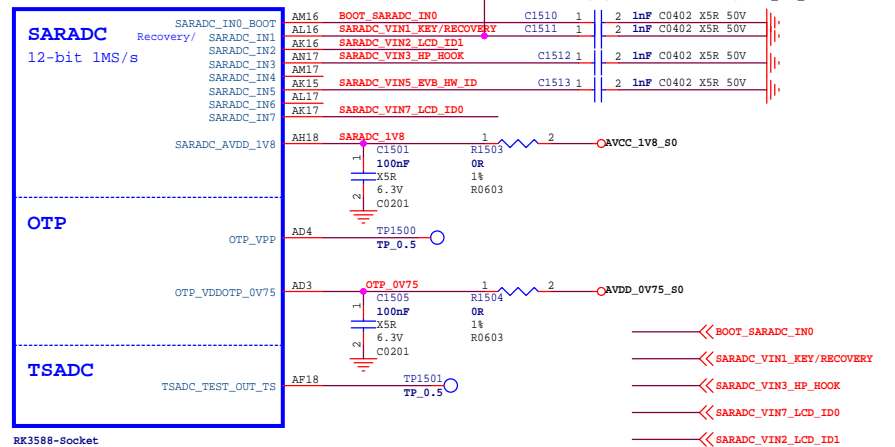 SARADC
12-bit 1MS/s
Recovery/
SARADC_IN0_BOOT AM16 BOOT_SARADC_IN0 C1510 1 2 1nF C0402 X5R 50V
SARADC_IN1 AL16 SARADC_VIN1_KEY/RECOVERY C1511 1 2 1nF C0402 X5R 50V
SARADC_IN2 AK16 SARADC_VIN2_LCD_ID1
SARADC_IN3 AN17 SARADC_VIN3_HP_HOOK C1512 1 2 1nF C0402 X5R 50V
SARADC_IN4 AM17
SARADC_IN5 AK15 SARADC_VIN5_EVB_HW_ID C1513 1 2 1nF C0402 X5R 50V
SARADC_IN6 AL17
SARADC_IN7 AK17 SARADC_VIN7_LCD_ID0
SARADC_AVDD_1V8 AH18 SARADC_1V8 1 2 AVCC_1V8_S0
1 C1501 R1503
100nF 0R
X5R 1%
2 6.3V R0603
C0201
OTP
OTP_VPP AD4 TP1500
TP_0.5
OTP_VDDOTP_0V75 AD3 OTP_0V75 1 2 AVDD_0V75_S0
1 C1505 R1504
100nF 0R
X5R 1%
2 6.3V R0603
C0201
TSADC
TSADC_TEST_OUT_TS AF18 TP1501
TP_0.5
BOOT_SARADC_IN0
SARADC_VIN1_KEY/RECOVERY
SARADC_VIN3_HP_HOOK
SARADC_VIN7_LCD_ID0
SARADC_VIN2_LCD_ID1
RK3588-Socket